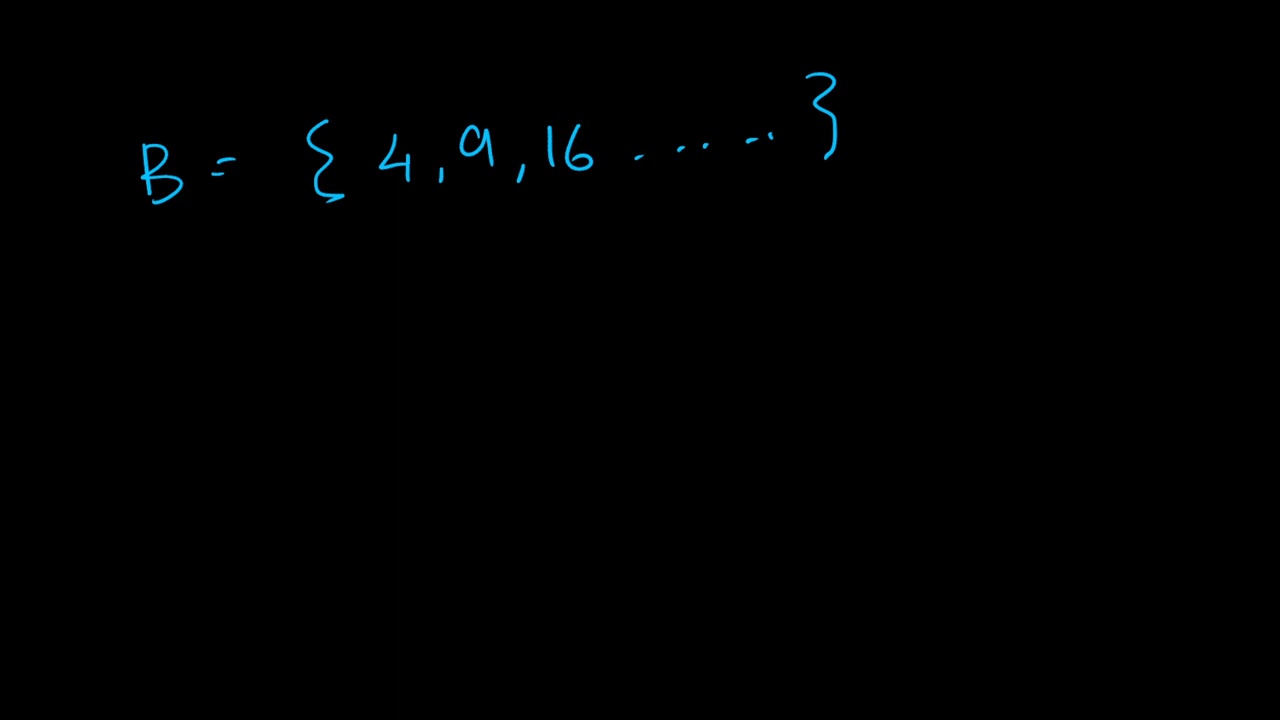 B = { 4, 9, 16 ....... }